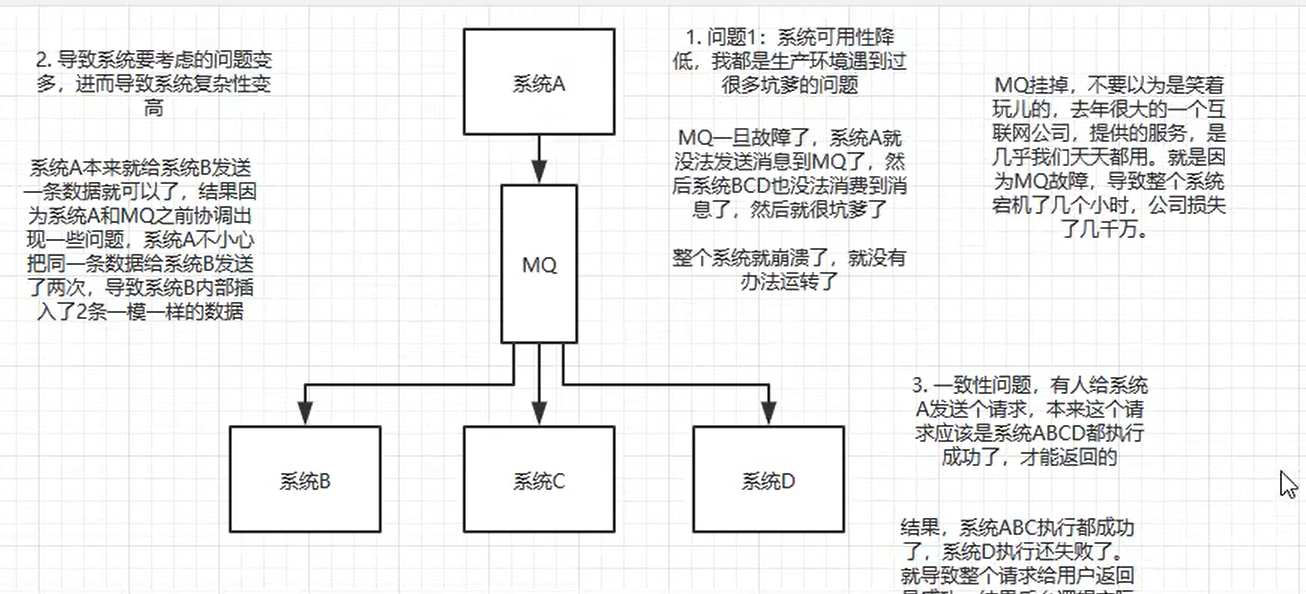 2. 导致系统要考虑的问题变
多，进而导致系统复杂性变
高
系统A本来就给系统B发送
一条数据就可以了，结果因
为系统A和MQ之前协调出
现一些问题，系统A不小心
把同一条数据给系统B发送
了两次，导致系统B内部插
入了2条一模一样的数据
系统A
MQ
系统B
系统C
系统D
1. 问题1：系统可用性降
低，我都是生产环境遇到过
很多坑爹的问题
MQ一旦故障了，系统A就
没法发送消息到MQ了，然
后系统BCD也没法消费到消
息了，然后就很坑爹了
整个系统就崩溃了，就没有
办法运转了
MQ挂掉，不要以为是笑着
玩儿的，去年很大的一个互
联网公司，提供的服务，是
几乎我们天天都用。就是因
为MQ故障，导致整个系统
宕机了几个小时，公司损失
了几千万。
3. 一致性问题，有人给系统
A发送个请求，本来这个请
求应该是系统ABCD都执行
成功了，才能返回的
结果，系统ABC执行都成功
了，系统D执行还失败了。
就导致整个请求给用户返回